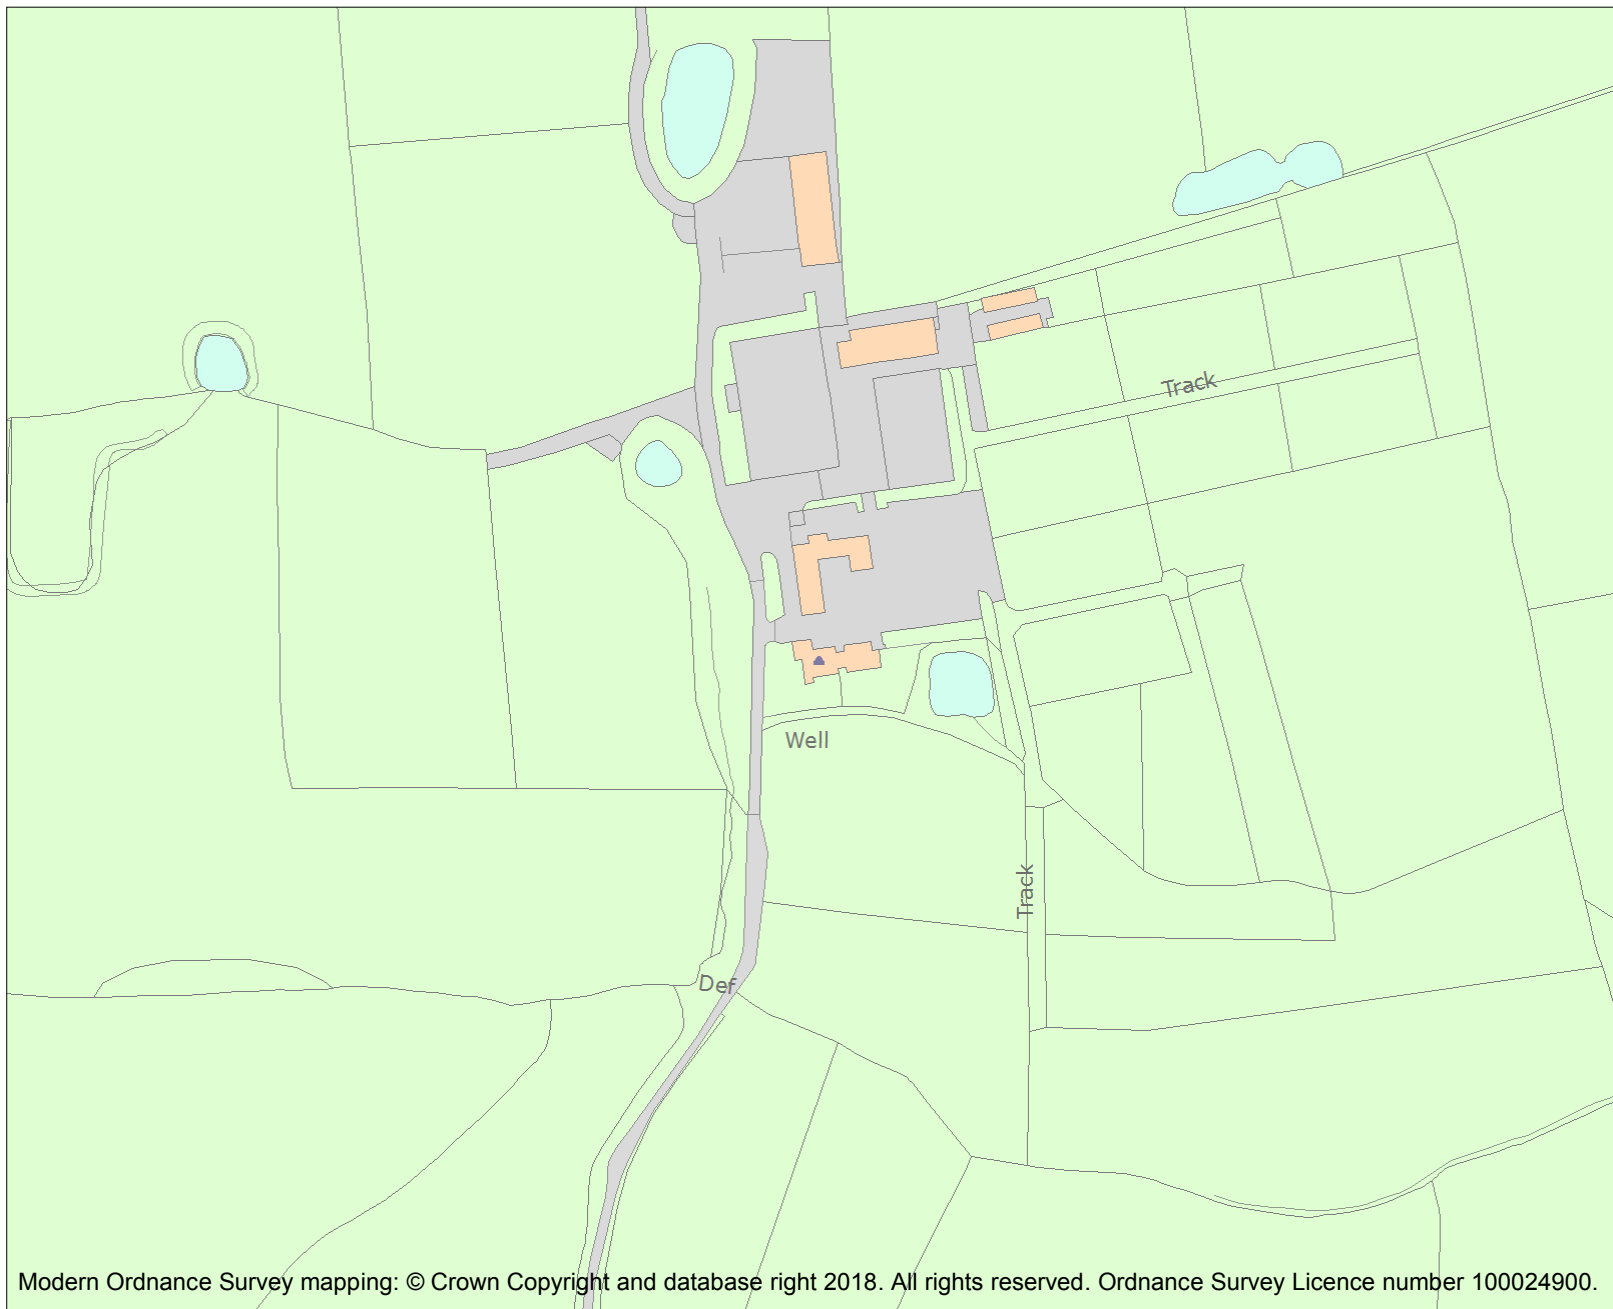 Track
Well
Track
Def
Modern Ordnance Survey mapping: © Crown Copyright and database right 2018. All rights reserved. Ordnance Survey Licence number 100024900.